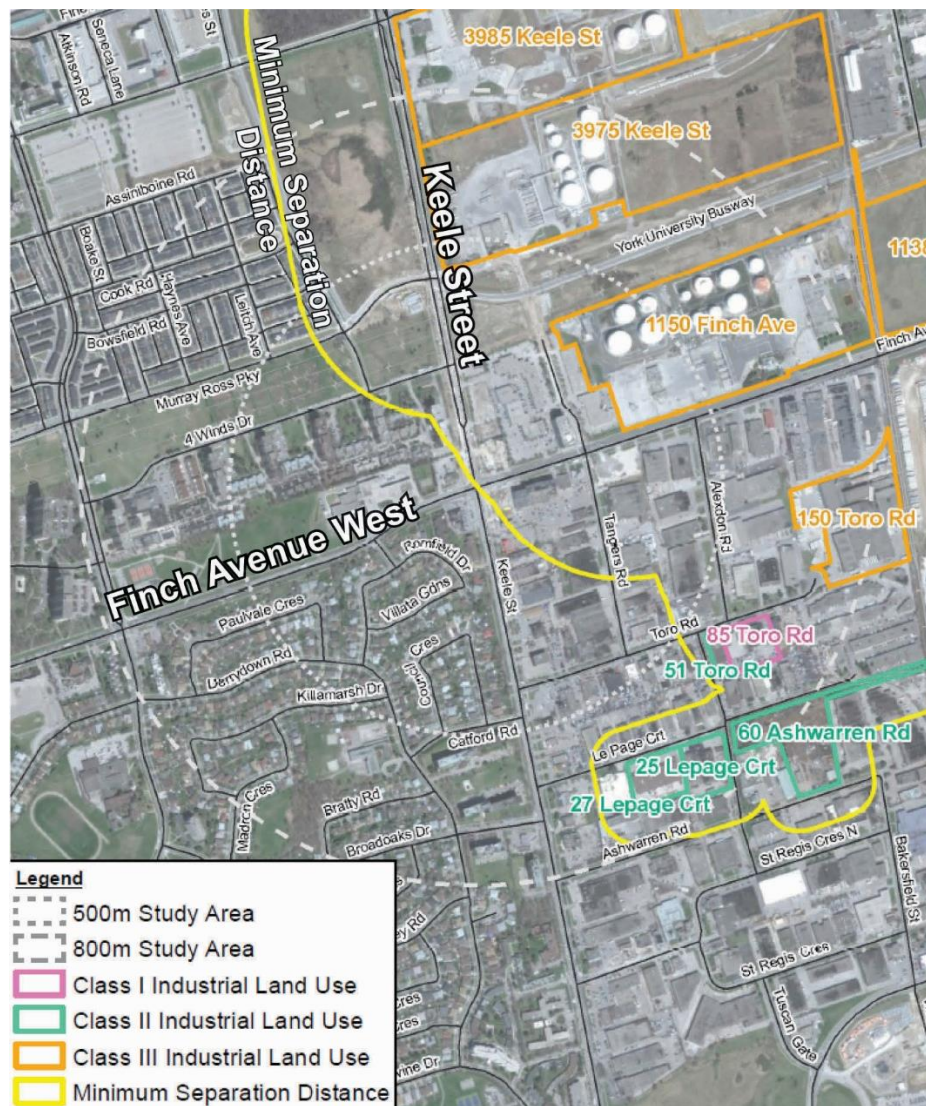 Atkinson Rd
Seneca Lane
3985 Keele St
Minimum Separation
Distance
3975 Keele St
Keele Street
Assiniboine Rd
York University Busway
Boake St
Cook Rd
Haynes Ave
Leitch Ave
Bowsfield Rd
1150 Finch Ave
Murray Ross Pky
4 Winds Dr
Finch Avenue West
Alexdon Rd
Tangiers Rd
150 Toro Rd
Romfield Dr
Keele St
Paulvale Cres
Villata Gdns
Toro Rd
85 Toro Rd
Derrydown Rd
Council Cres
51 Toro Rd
Killamarsh Dr
Catford Rd
60 Ashwarren Rd
Le Page Crt
25 Lepage Crt
27 Lepage Crt
Bratty Rd
Madron Cres
Broadoaks Dr
Ashwarren Rd
St Regis Cres N
Bakersfield St
St Regis Cres
Tuscan Gate
Legend
500m Study Area
800m Study Area
Class I Industrial Land Use
Class II Industrial Land Use
Class III Industrial Land Use
Minimum Separation Distance